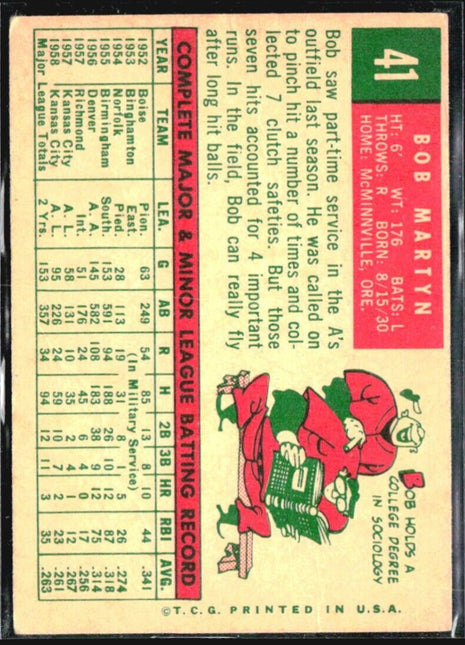 41
BOB MARTYN
HT: 6' WT: 176 BATS: L
THROWS: R BORN: 8/15/30
HOME: McMINNVILLE, ORE.
Bob saw part-time service in the A's
outfield last season. He was called on
to pinch hit a number of times and col-
lected 7 clutch safeties. But those
seven hits accounted for 4 important
runs. In the field, Bob can really fly
after long hit balls.
BOB HOLDS A
COLLEGE DEGREE
IN SOCIOLOGY
COMPLETE MAJOR & MINOR LEAGUE BATTING RECORD
YEAR TEAM LEA. G AB R H 2B 3B HR RBI AVG.
1952 Boise Pion. 63 249 54 85 13 8 10 44 .341
1953 Binghamton East. (In Military Service)
1954 Norfolk Pied. 28 113 19 31 8 1 5 26 .274
1955 Birmingham South. 153 591 94 188 26 9 12 87 .318
1956 Denver A. A. 145 582 108 183 38 9 12 75 .314
1957 Richmond Int. 51 176 24 45 6 17 .256
1957 Kansas City A. L. 58 131 10 35 2 4 1 12 .267
1958 Kansas City A. L. 95 226 25 59 10 7 2 23 .261
Major League Totals 2 Yrs. 153 357 35 94 12 11 3 35 .263
©T.C.G. PRINTED IN U.S.A.